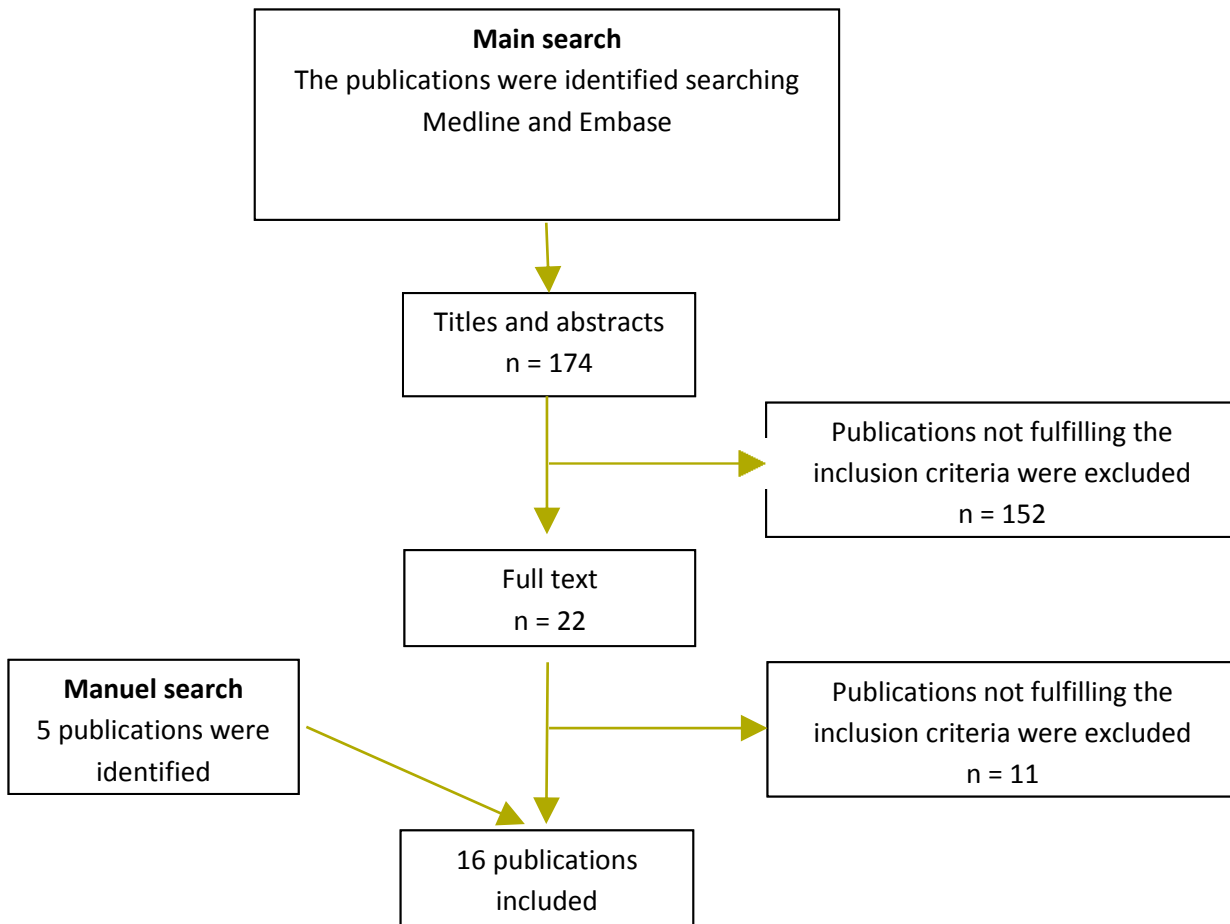 Main search
The publications were identified searching
Medline and Embase
Titles and abstracts
n = 174
Publications not fulfilling the
inclusion criteria were excluded
n = 152
Full text
n = 22
Manuel search
5 publications were
identified
Publications not fulfilling the
inclusion criteria were excluded
n = 11
16 publications
included